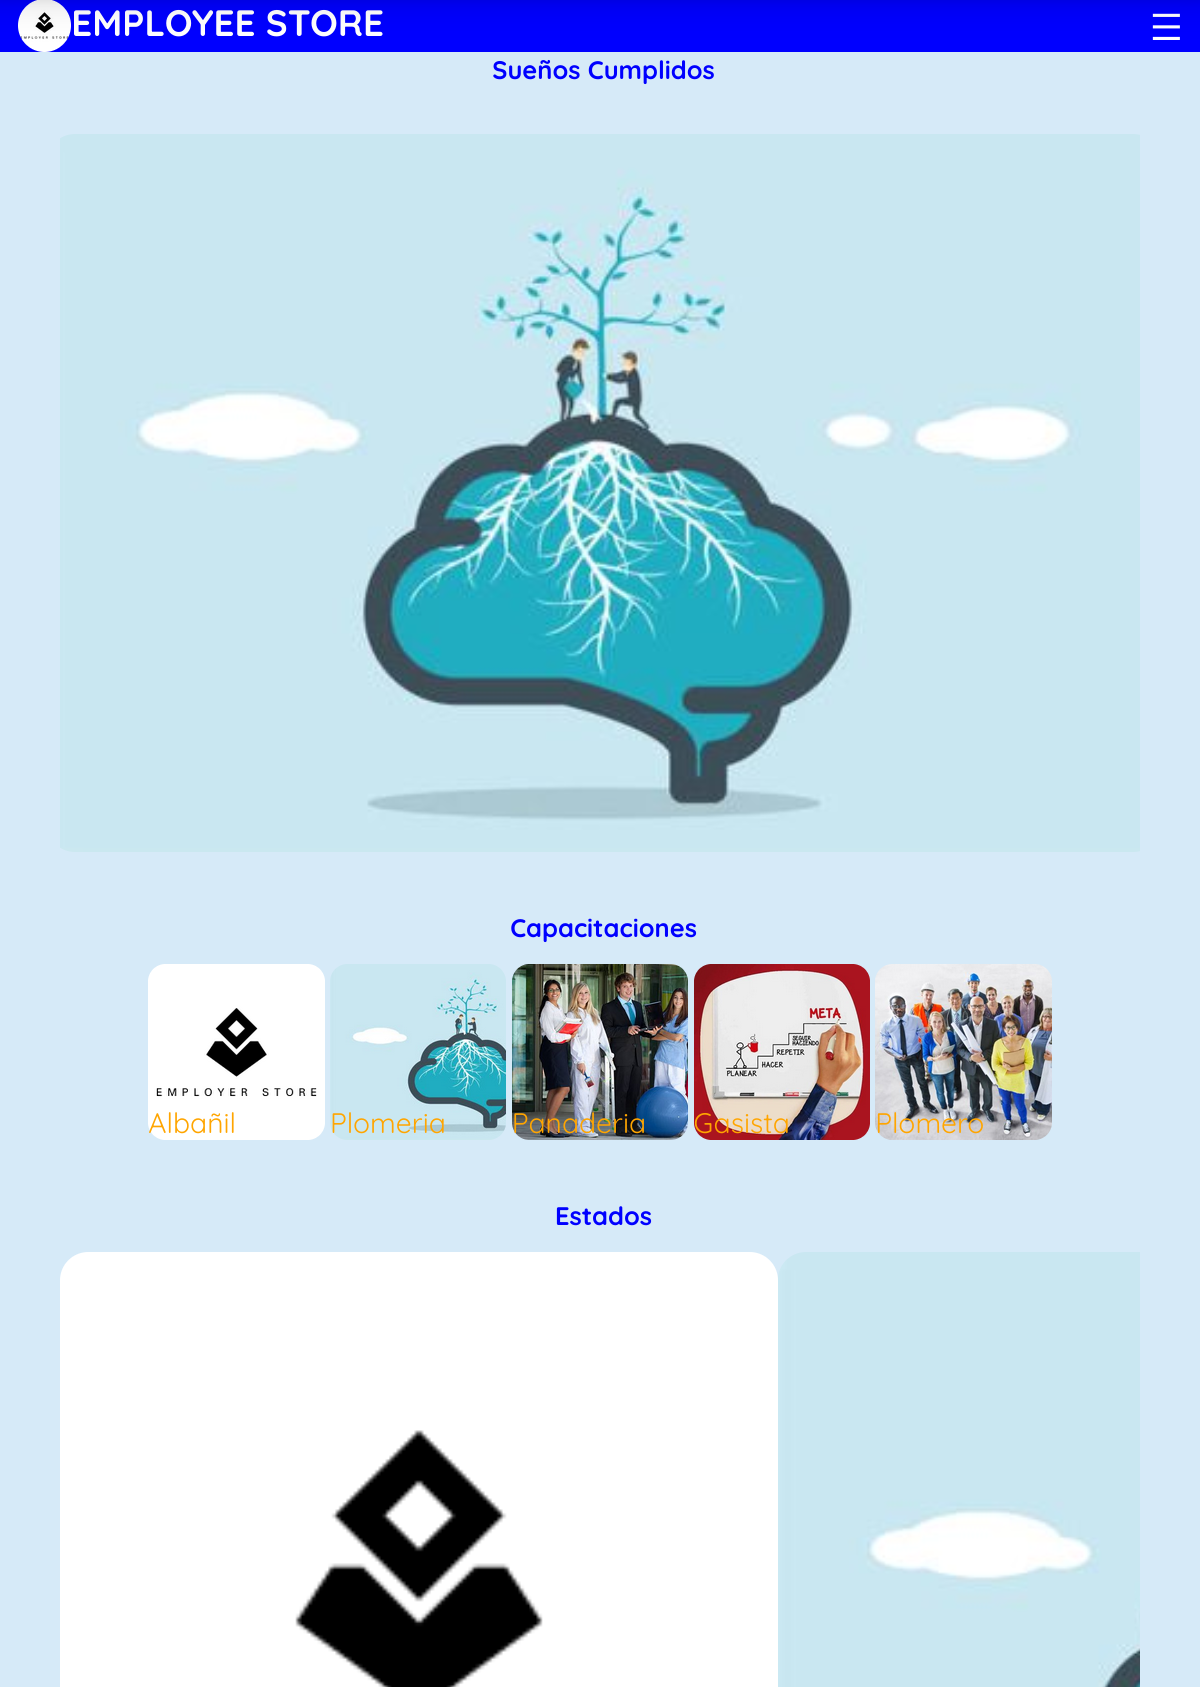 EMPLOYEE STORE
Sueños Cumplidos
Capacitaciones
EMPLOYER STORE
Albañil
Plomeria
Panaderia
META
SEGUIR
HACIENDO
REPETIR
HACER
PLANEAR
Gasista
Plomero
Estados